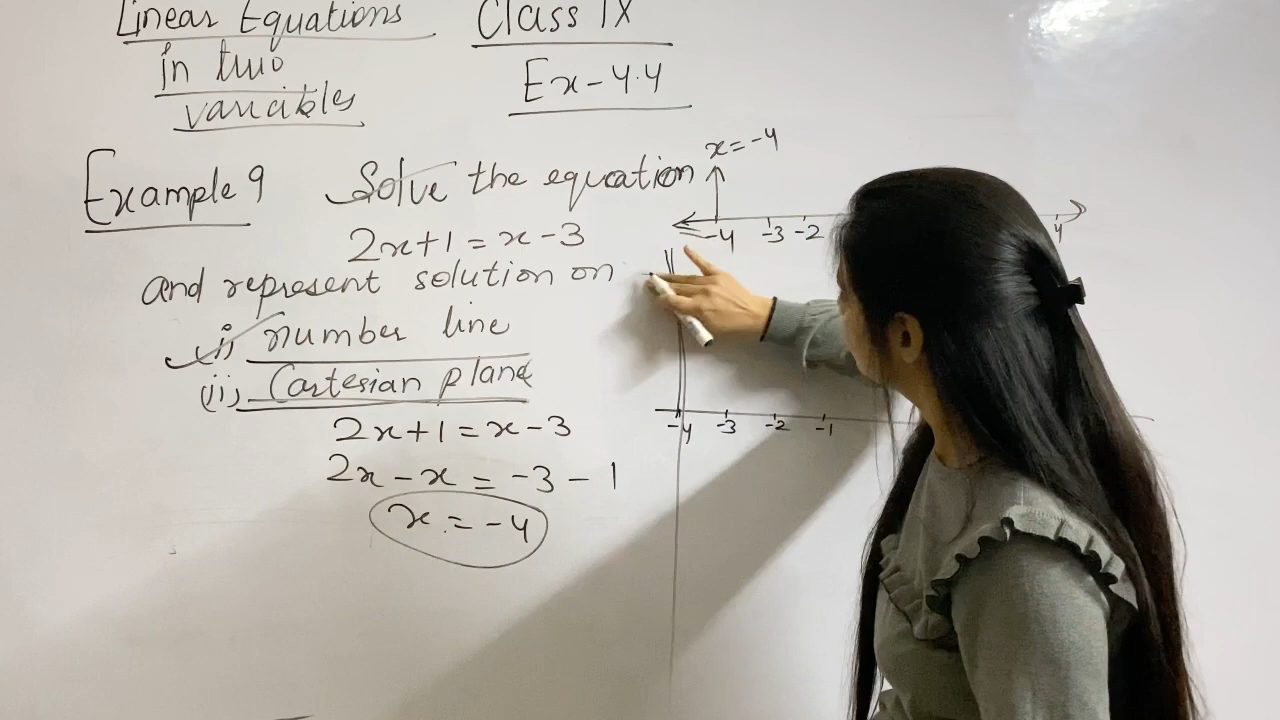 Linear Equations
in two
variables
Class IX
Ex-4.4
Example 9 Solve the equation
2x+1=x-3
and represent solution on
(i) number line
(ii) Cartesian plane
2x+1=x-3
2x-x=-3-1
x=-4
x=-4
-4 -3 -2 4
-4 -3 -2 -1